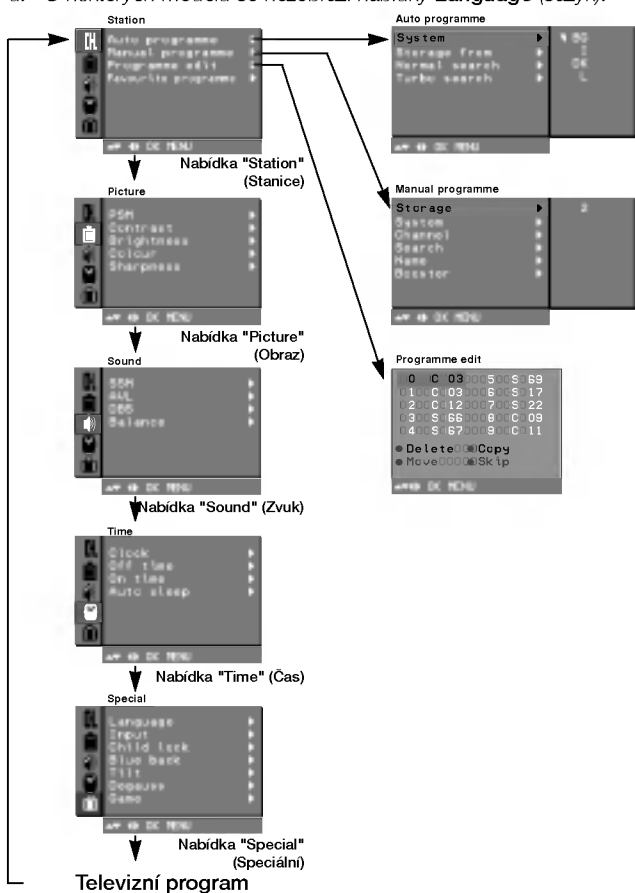 Station
Auto programme
Manual programme
Programme edit
Favourite programme
OK MENU
Nabídka "Station"
(Stanice)
Picture
PSM
Contrast
Brightness
Colour
Sharpness
OK MENU
Nabídka "Picture"
(Obraz)
Sound
SSM
AVL
DBS
Balance
OK MENU
Nabídka "Sound" (Zvuk)
Time
Clock
Off time
On time
Auto sleep
OK MENU
Nabídka "Time" (Čas)
Special
Language
Input
Child lock
Blue back
Tilt
Degauss
Game
OK MENU
Nabídka "Special"
(Speciální)
Televizní program
Auto programme
System
Storage from
Normal search
Turbo search
BG
I
DK
L
OK MENU
Manual programme
Storage
System
Channel
Search
Name
Booster
2
OK MENU
Programme edit
0 C 03 5 S 69
1 C 03 6 S 17
2 C 12 7 S 22
3 S 66 8 C 09
4 S 67 9 C 11
Delete Copy
Move Skip
OK MENU